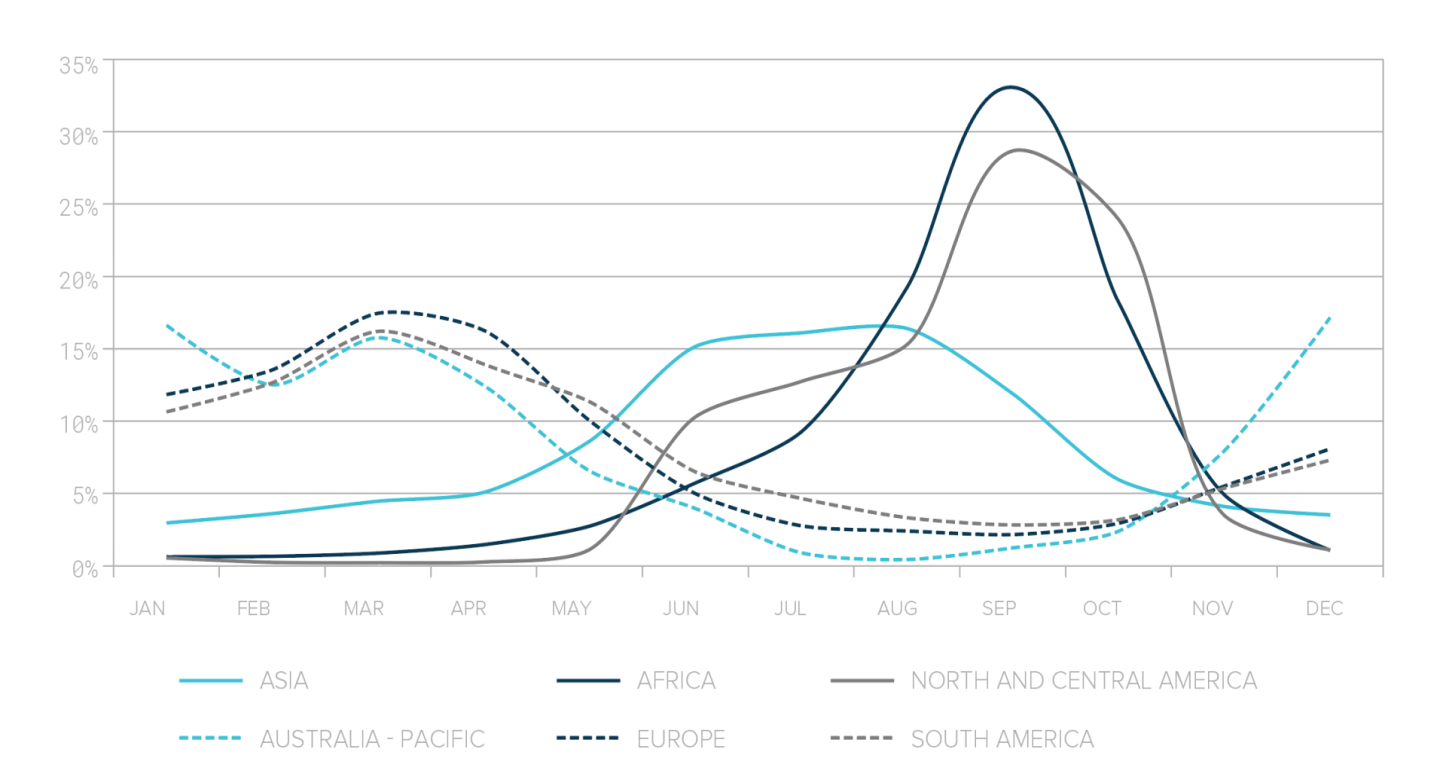 35%
30%
25%
20%
15%
10%
5%
0%
JAN FEB MAR APR MAY JUN JUL AUG SEP OCT NOV DEC
ASIA AFRICA NORTH AND CENTRAL AMERICA
AUSTRALIA - PACIFIC EUROPE SOUTH AMERICA